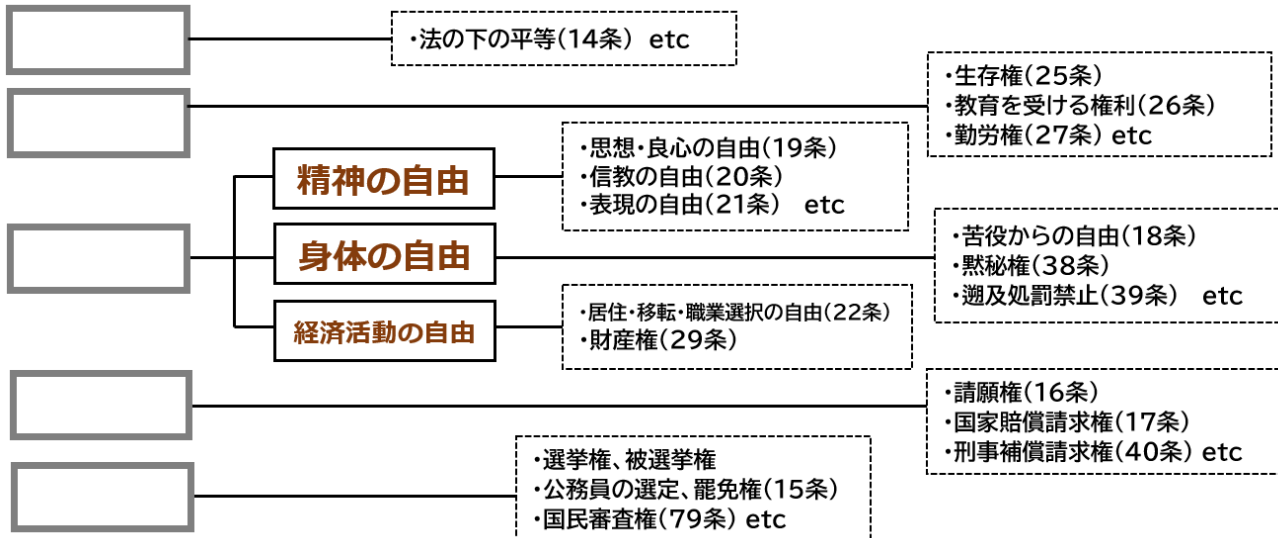 ・法の下の平等(14条) etc
・生存権(25条)
・教育を受ける権利(26条)
・勤労権(27条) etc
精神の自由
・思想・良心の自由(19条)
・信教の自由(20条)
・表現の自由(21条) etc
身体の自由
・苦役からの自由(18条)
・黙秘権(38条)
・遡及処罰禁止(39条) etc
経済活動の自由
・居住・移転・職業選択の自由(22条)
・財産権(29条)
・請願権(16条)
・国家賠償請求権(17条)
・刑事補償請求権(40条) etc
・選挙権、被選挙権
・公務員の選定、罷免権(15条)
・国民審査権(79条) etc